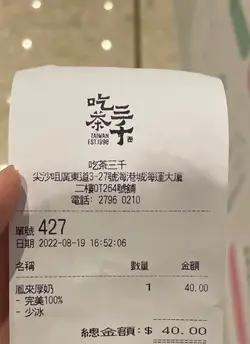 吃茶三千
TAIWAN
EST.1998
吃茶三千
尖沙咀廣東道3-27號海港城海運大廈
二樓OT264號舖
電話: 2796 0210
單號 427
日期 2022-08-19 16:52:06
名稱 數量 金額
鳳來厚奶 1 40.00
- 完美100%
- 少冰
總金額: $ 40.00